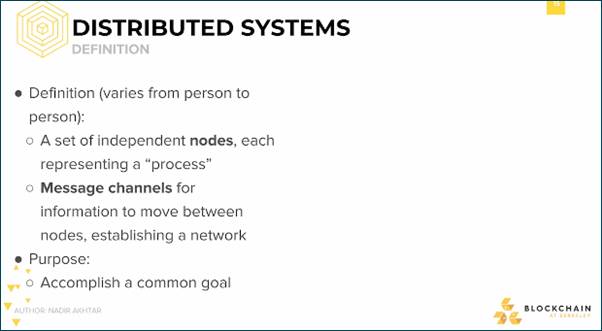 DISTRIBUTED SYSTEMS
DEFINITION
● Definition (varies from person to
person):
○ A set of independent nodes, each
representing a “process”
○ Message channels for
information to move between
nodes, establishing a network
● Purpose:
○ Accomplish a common goal
AUTHOR: NADIR AKHTAR
BLOCKCHAIN
AT BERKELEY